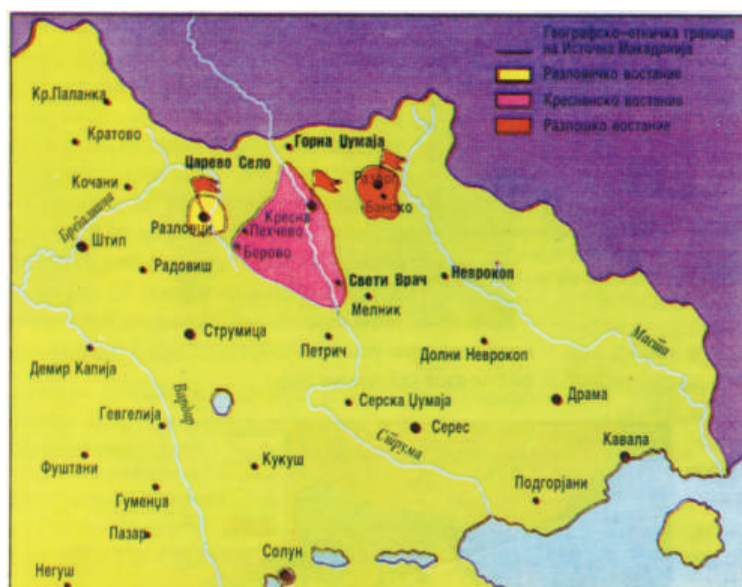 Географско-етничка граница
на Источна Македонија
Разловечко востание
Кресненско востание
Разлошко востание
Кр.Паланка
Кратово
Горна Џумаја
Царево Село
Разлог
Кочани
Банско
Брегалница
Кресна
Разловци
Пехчево
Штип
Берово
Радовиш
Свети Врач
Неврокоп
Мелник
Струмица
Петрич
Долни Неврокоп
Места
Демир Капија
Вардар
Серска Џумаја
Драма
Гевгелија
Серес
Струма
Кавала
Фуштани
Кукуш
Гуменџа
Подгорјани
Пазар
Солун
Негуш